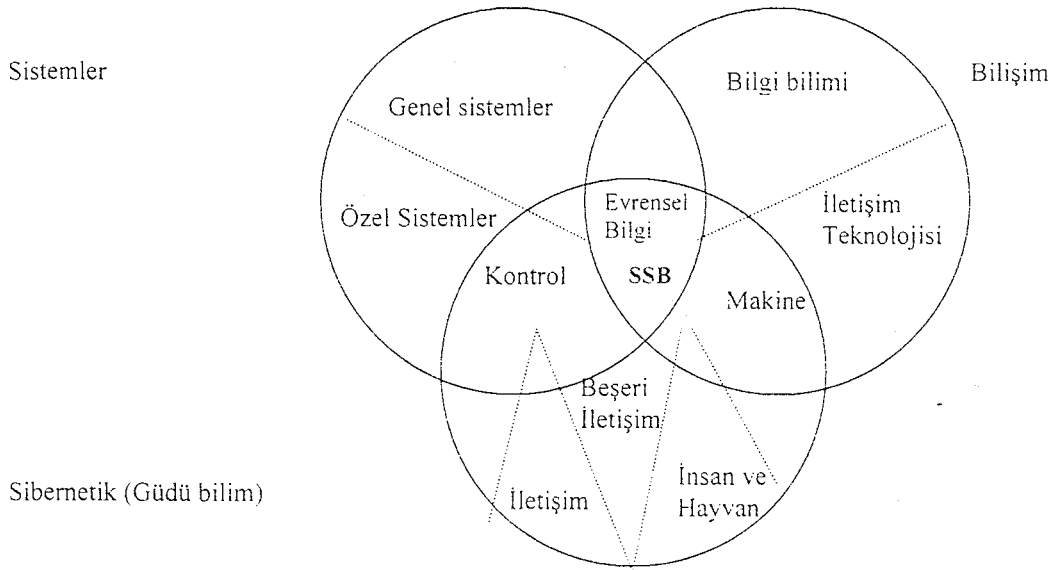 Sistemler
Bilişim
Bilgi bilimi
Genel sistemler
Evrensel
Bilgi
İletişim
Teknolojisi
Özel Sistemler
Kontrol
SSB
Makine
Beşeri
İletişim
İnsan ve
Hayvan
Sibernetik (Güdü bilim)
İletişim